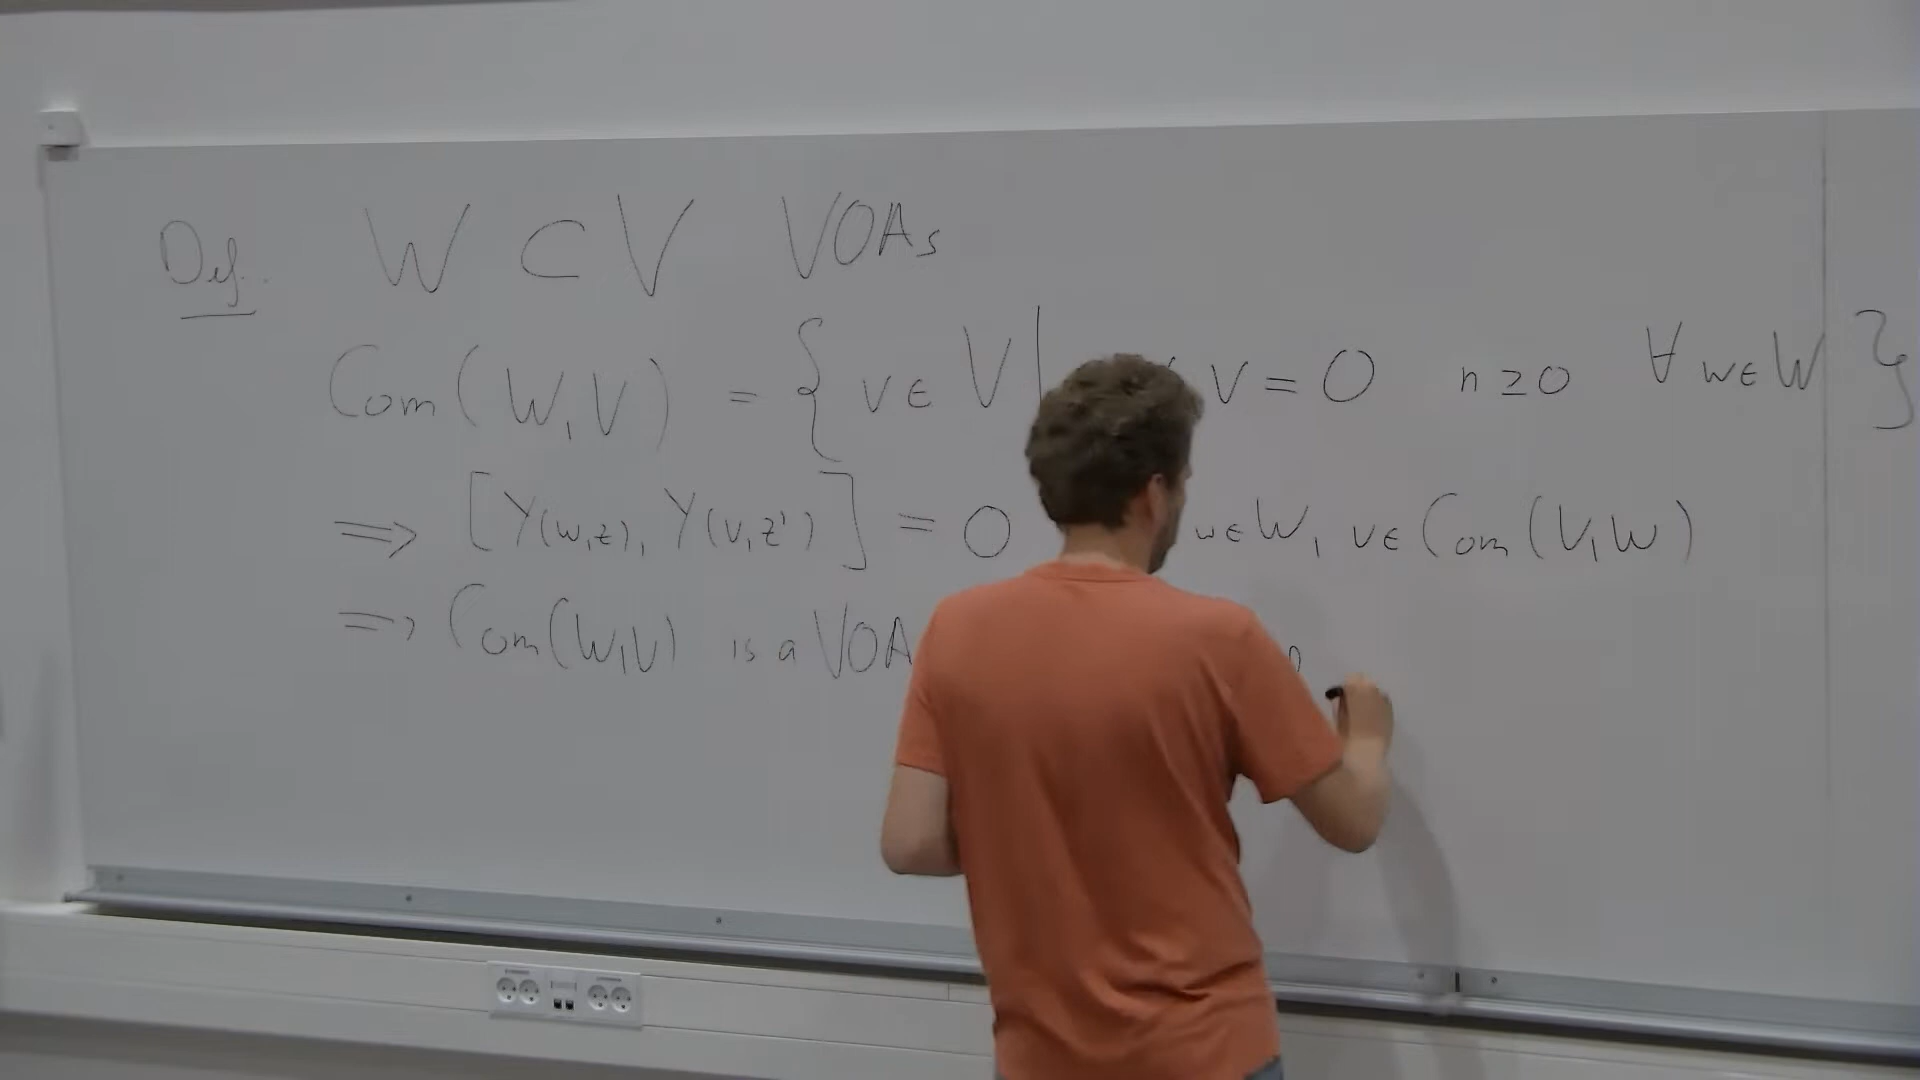 Def. W ⊂ V VOAs
Com(W,V) = { v ∈ V | v = 0 n ≥ 0 ∀ w ∈ W }
⇒ [Y(w,z), Y(v,z')] = 0 w ∈ W, v ∈ Com(V,W)
⇒ Com(W,V) is a VOA